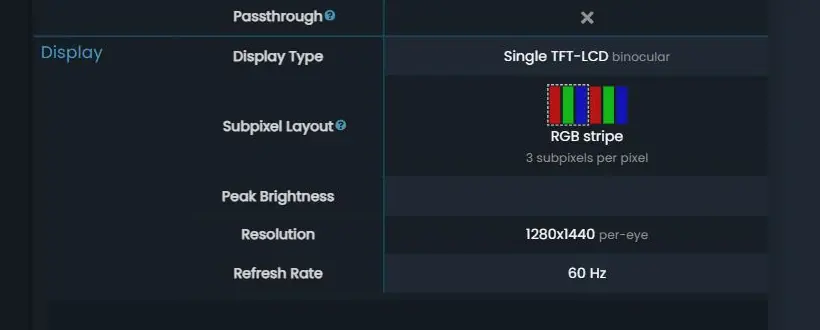 Passthrough
Display
Display Type
Single TFT-LCD binocular
Subpixel Layout
RGB stripe
3 subpixels per pixel
Peak Brightness
Resolution
1280x1440 per-eye
Refresh Rate
60 Hz